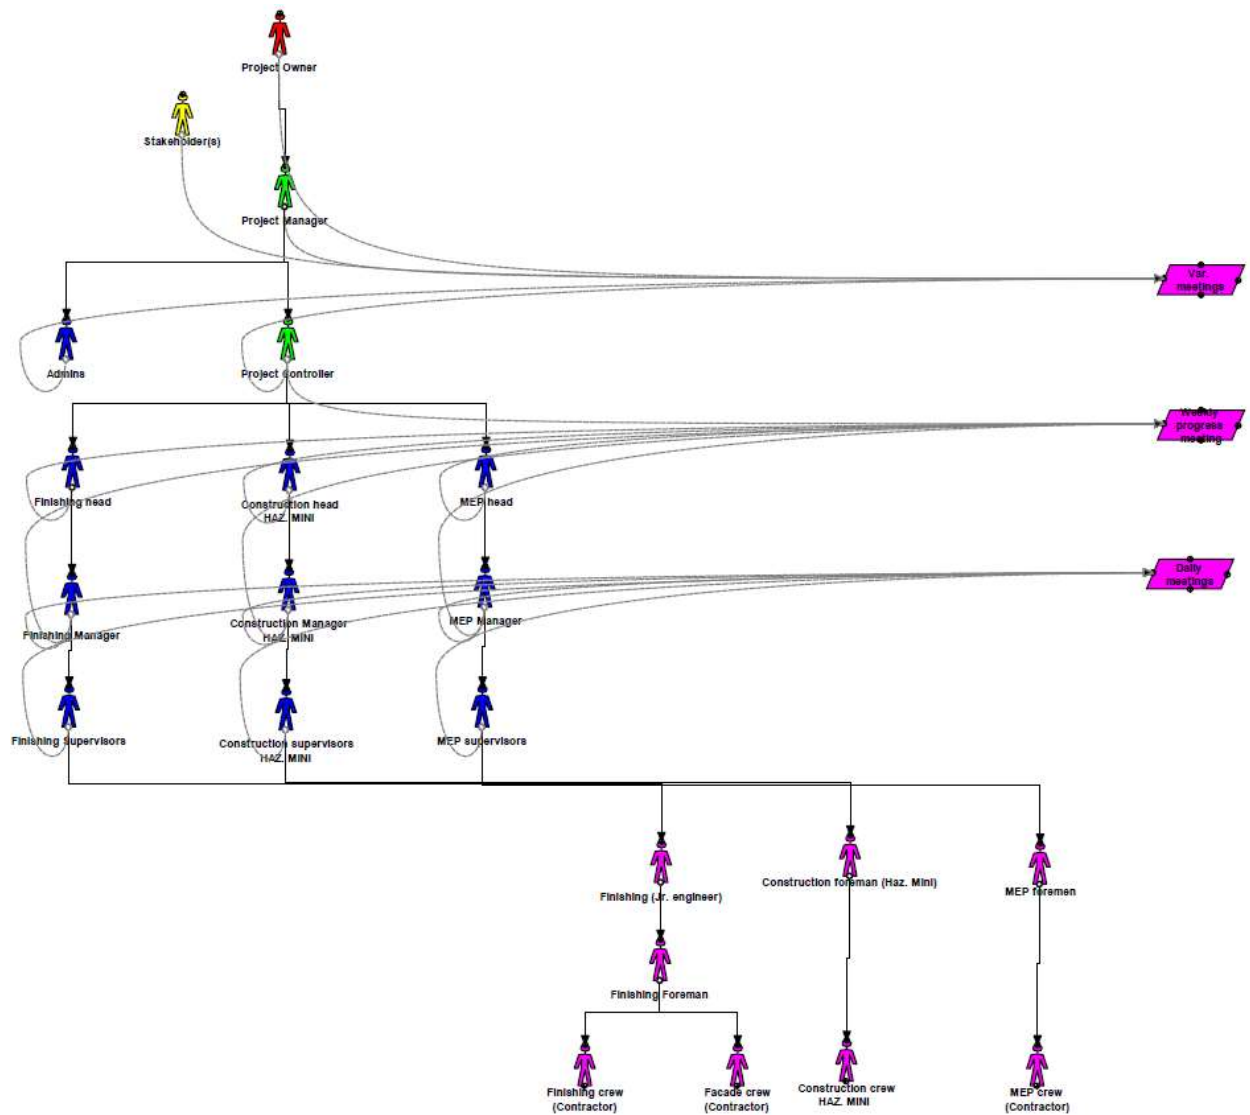 Project Owner
Stakeholder(s)
Project Manager
Var.
meetings
Admins
Project Controller
Weekly
progress
meeting
Finishing head
Construction head
HAZ. MINI
MEP head
Daily
meetings
Finishing Manager
Construction Manager
HAZ. MINI
MEP Manager
Finishing Supervisors
Construction supervisors
HAZ. MINI
MEP supervisors
Finishing (Jr. engineer)
Construction foreman (Haz. Mini)
MEP foremen
Finishing Foreman
Finishing crew
(Contractor)
Facade crew
(Contractor)
Construction crew
HAZ. MINI
MEP crew
(Contractor)